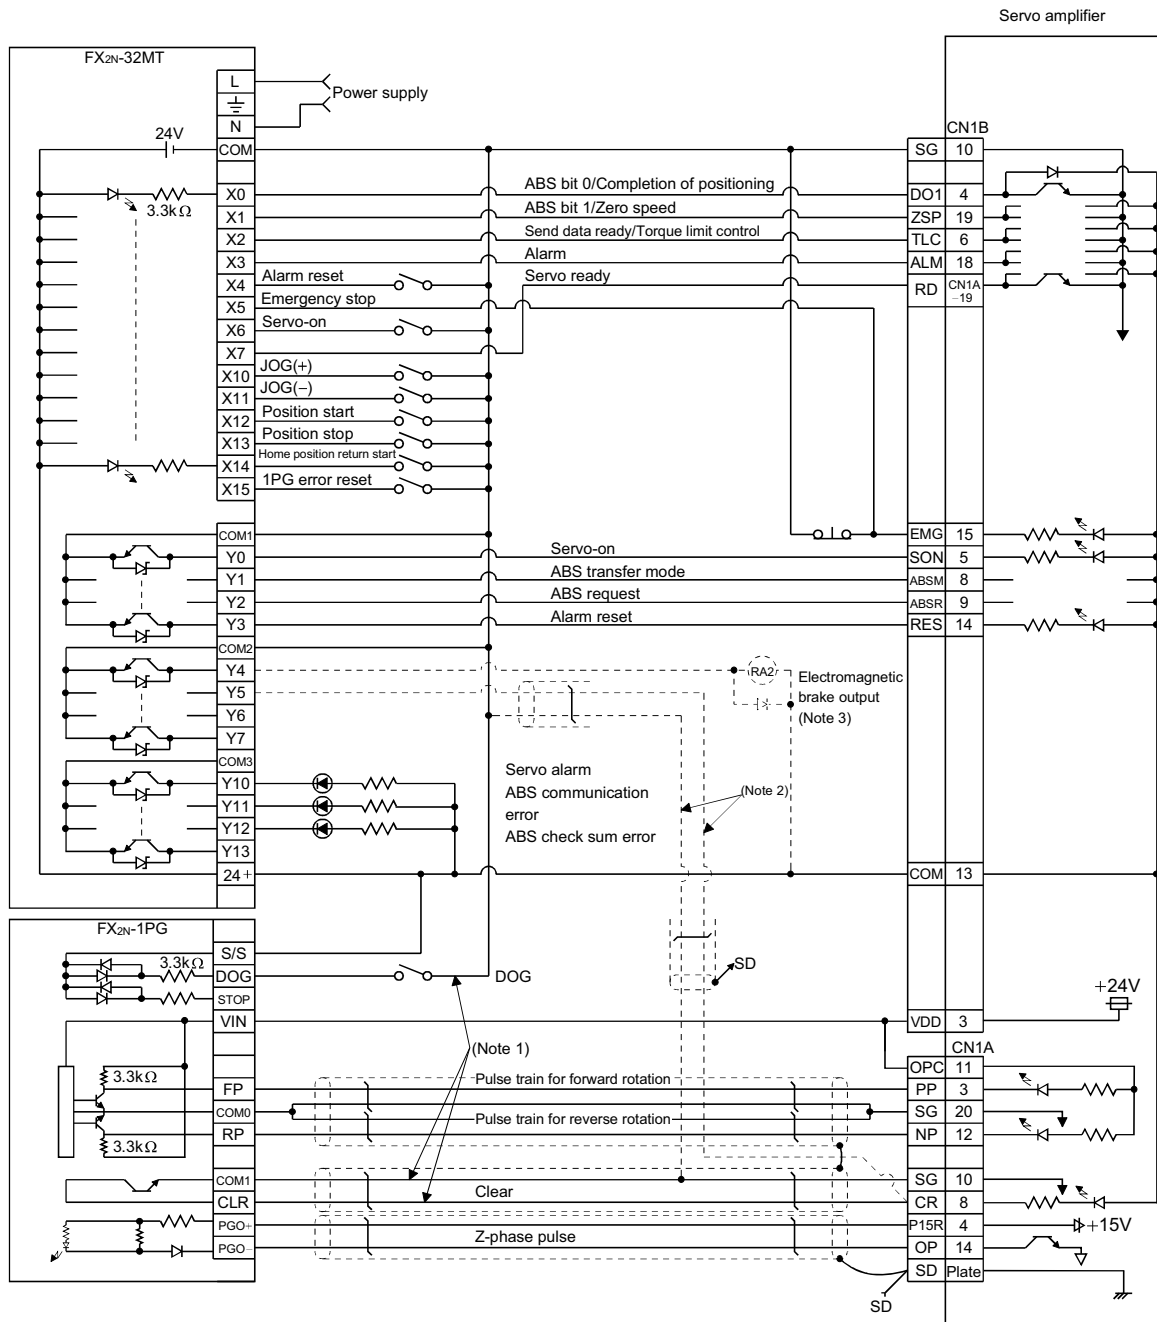 Servo amplifier
FX2N-32MT
L
Power supply
N
24V
COM
CN1B
SG 10
3.3kΩ
X0
ABS bit 0/Completion of positioning
DO1 4
X1
ABS bit 1/Zero speed
ZSP 19
X2
Send data ready/Torque limit control
TLC 6
X3
Alarm
ALM 18
X4
Alarm reset
Servo ready
RD CN1A
−19
X5
Emergency stop
X6
Servo-on
X7
X10
JOG(+)
X11
JOG(−)
X12
Position start
X13
Position stop
X14
Home position return start
X15
1PG error reset
COM1
EMG 15
Y0
Servo-on
SON 5
Y1
ABS transfer mode
ABSM 8
Y2
ABS request
ABSR 9
Y3
Alarm reset
RES 14
COM2
Y4
RA2
Electromagnetic
brake output
(Note 3)
Y5
Y6
Y7
COM3
Y10
Y11
Y12
Y13
Servo alarm
ABS communication
error
ABS check sum error
(Note 2)
24+
COM 13
FX2N-1PG
S/S
3.3kΩ
DOG
DOG
SD
STOP
+24V
VIN
VDD 3
(Note 1)
CN1A
OPC 11
3.3kΩ
FP
Pulse train for forward rotation
PP 3
COM0
SG 20
Pulse train for reverse rotation
RP
NP 12
3.3kΩ
COM1
SG 10
Clear
CLR
CR 8
PGO+
P15R 4
+15V
Z-phase pulse
PGO−
OP 14
SD Plate
SD